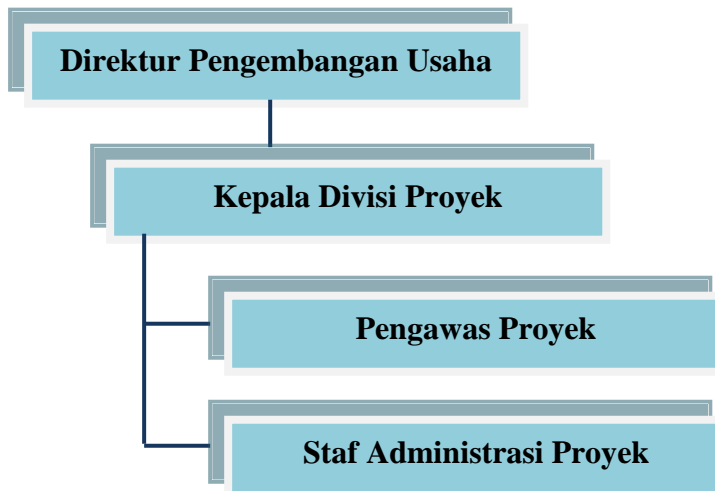 Direktur Pengembangan Usaha
Kepala Divisi Proyek
Pengawas Proyek
Staf Administrasi Proyek